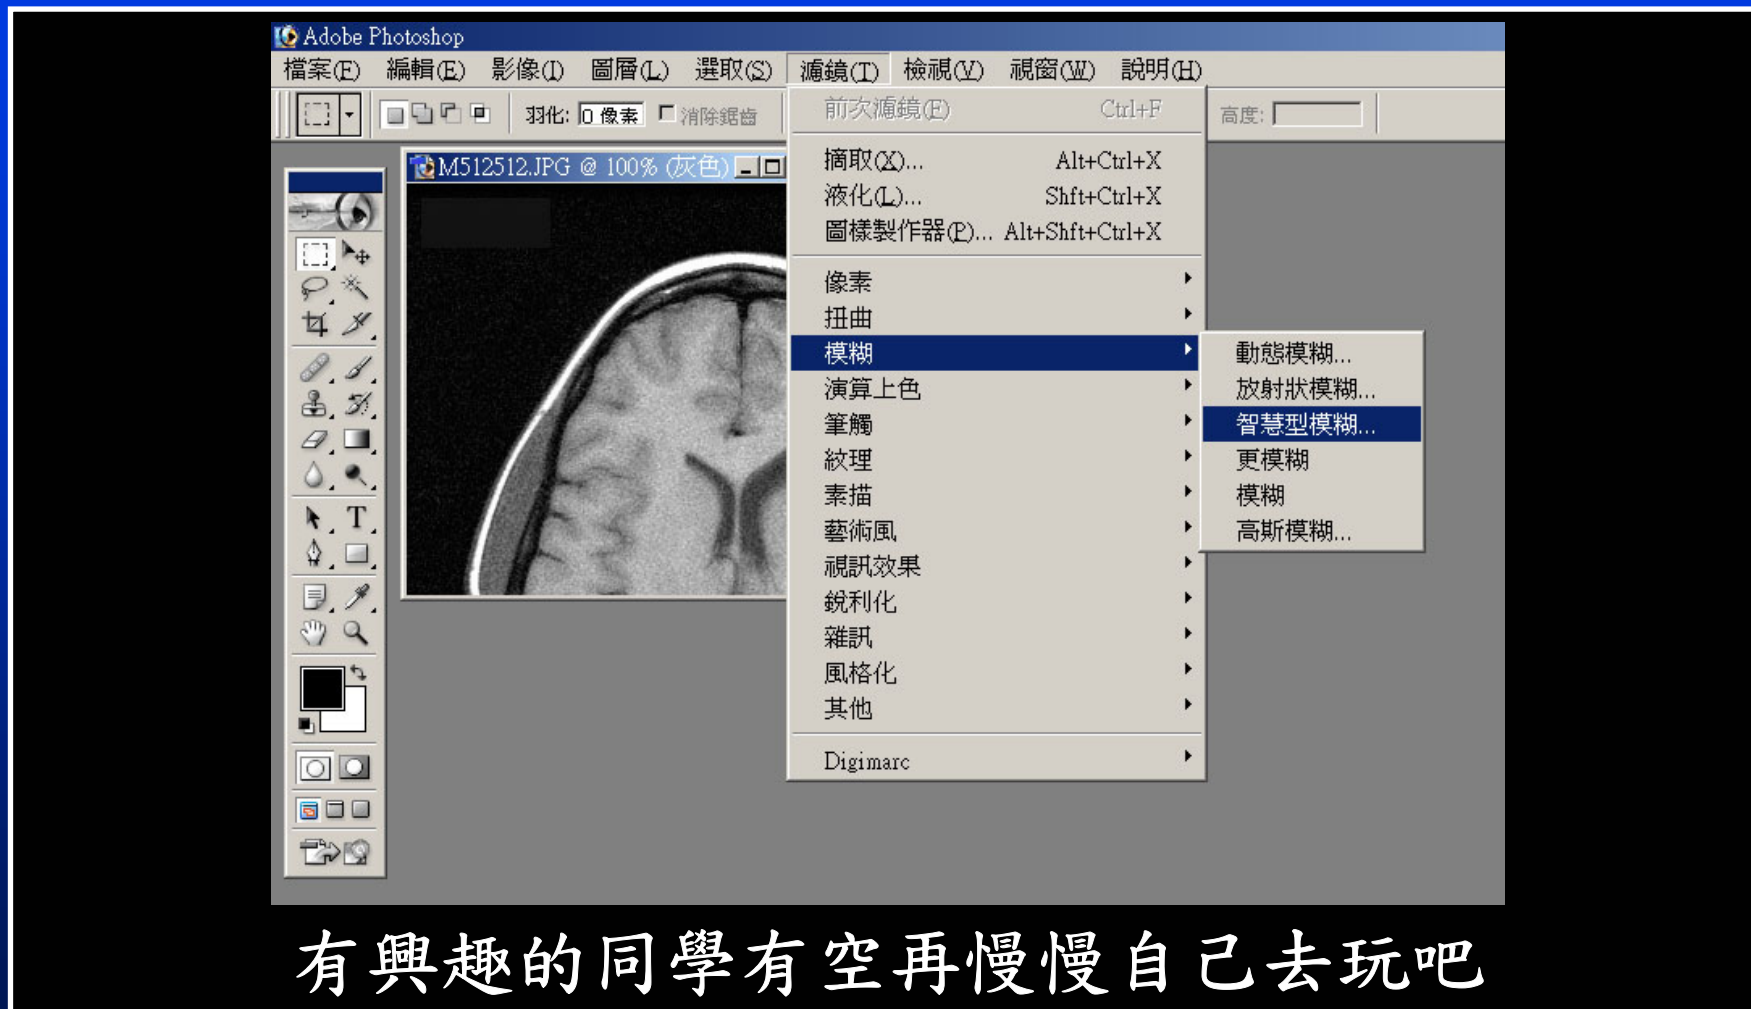 Adobe Photoshop
檔案(F) 編輯(E) 影像(I) 圖層(L) 選取(S) 濾鏡(T) 檢視(V) 視窗(W) 說明(H)
羽化: 0 像素 消除鋸齒 高度:
M512512.JPG @ 100% (灰色)
前次濾鏡(F) Ctrl+F
摘取(X)... Alt+Ctrl+X
液化(L)... Shft+Ctrl+X
圖樣製作器(P)... Alt+Shft+Ctrl+X
像素
扭曲
模糊
演算上色
筆觸
紋理
素描
藝術風
視訊效果
銳利化
雜訊
風格化
其他
Digimarc
動態模糊...
放射狀模糊...
智慧型模糊...
更模糊
模糊
高斯模糊...
有興趣的同學有空再慢慢自己去玩吧